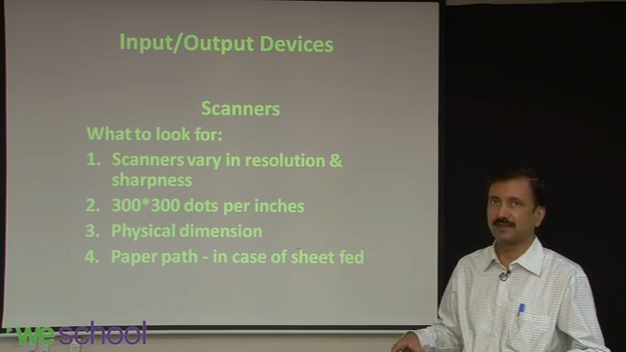 Input/Output Devices
Scanners
What to look for:
1. Scanners vary in resolution &
sharpness
2. 300*300 dots per inches
3. Physical dimension
4. Paper path - in case of sheet fed
weschool